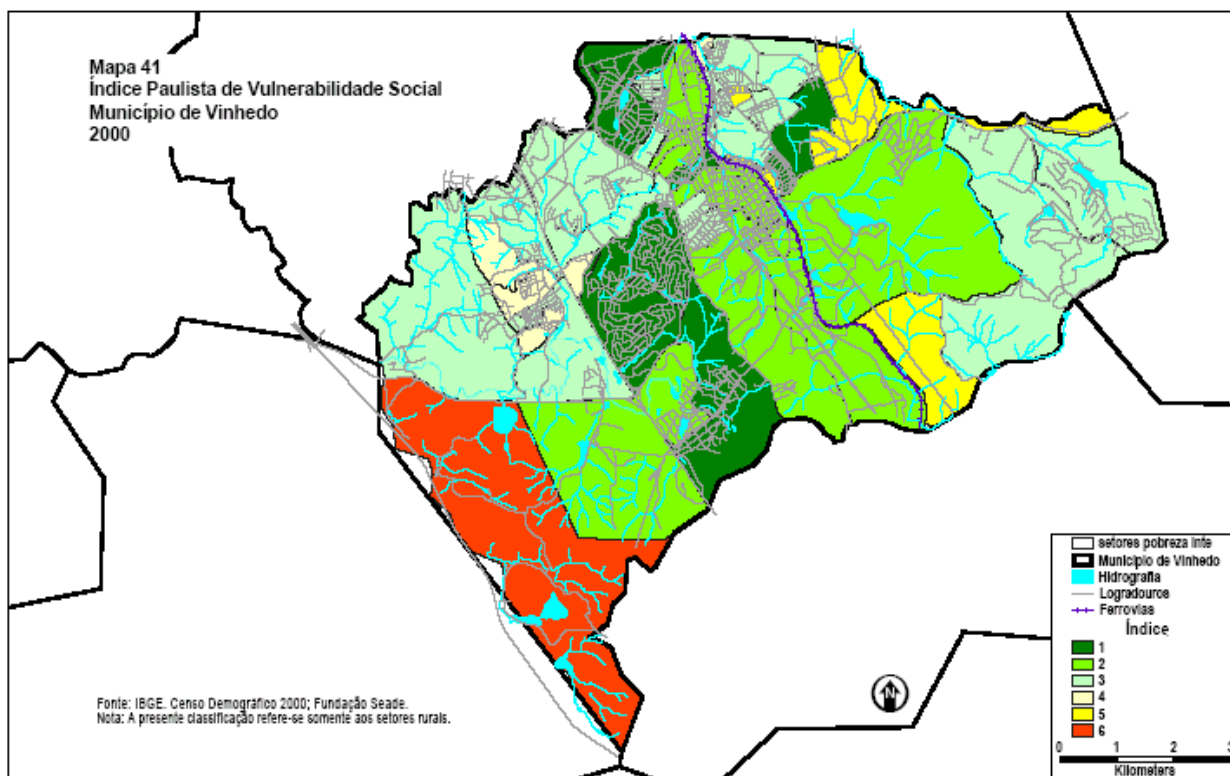 Mapa 41
Índice Paulista de Vulnerabilidade Social
Município de Vinhedo
2000
Fonte: IBGE. Censo Demográfico 2000; Fundação Seade.
Nota: A presente classificação refere-se somente aos setores rurais.
N
setores pobreza inte
Município de Vinhedo
Hidrografia
Logradouros
Ferrovias
Índice
1
2
3
4
5
6
0 1 2 3
Kilometers